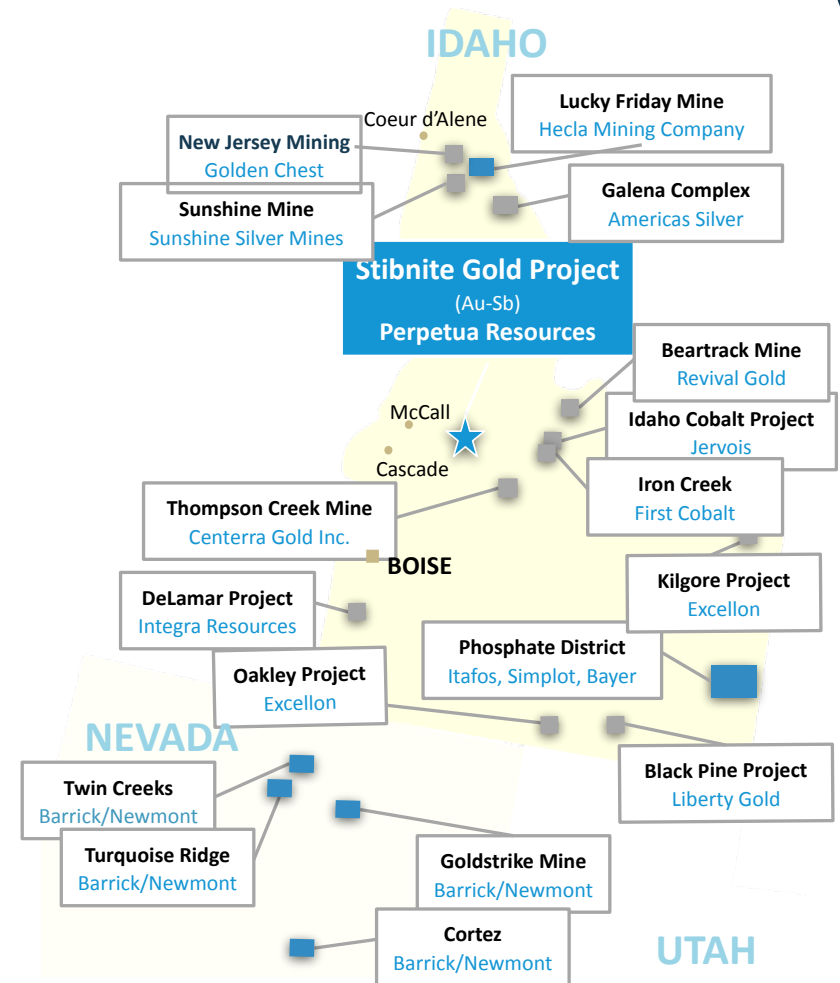 IDAHO
Lucky Friday Mine
Hecla Mining Company
Coeur d'Alene
New Jersey Mining
Golden Chest
Galena Complex
Americas Silver
Sunshine Mine
Sunshine Silver Mines
Stibnite Gold Project
(Au-Sb)
Perpetua Resources
Beartrack Mine
Revival Gold
McCall
Idaho Cobalt Project
Jervois
Cascade
Iron Creek
First Cobalt
Thompson Creek Mine
Centerra Gold Inc.
BOISE
Kilgore Project
Excellon
DeLamar Project
Integra Resources
Phosphate District
Itafos, Simplot, Bayer
Oakley Project
Excellon
NEVADA
Black Pine Project
Liberty Gold
Twin Creeks
Barrick/Newmont
Turquoise Ridge
Barrick/Newmont
Goldstrike Mine
Barrick/Newmont
Cortez
Barrick/Newmont
UTAH